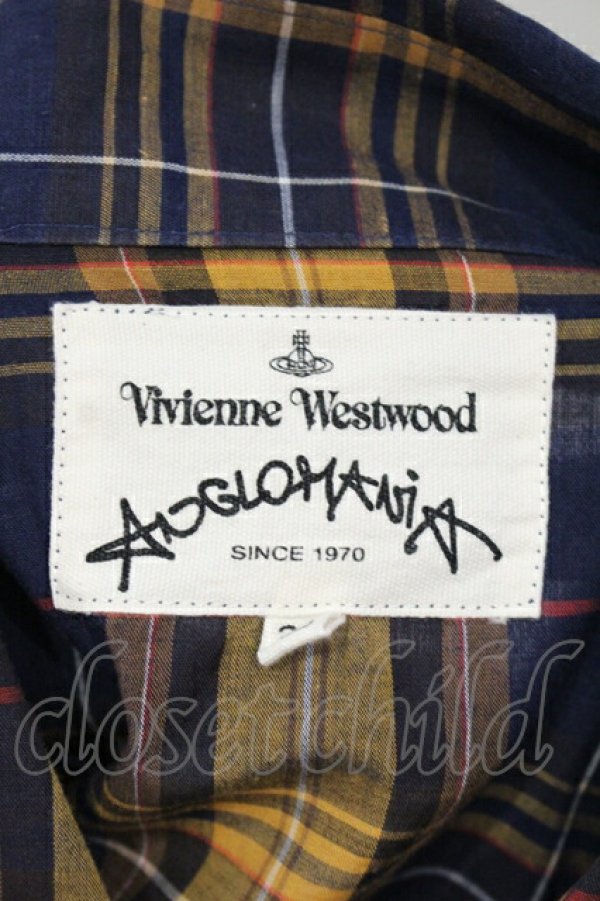 Vivienne Westwood
ANGLOMANIA
SINCE 1970
closetchild